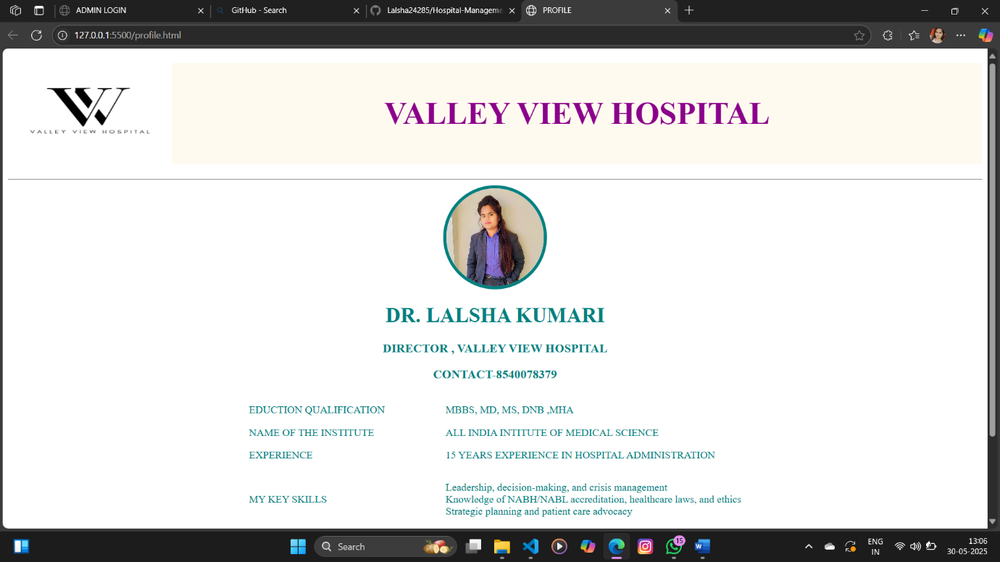 ADMIN LOGIN
GitHub - Search
Lalsha24285/Hospital-Manageme
PROFILE
127.0.0.1:5500/profile.html
VALLEY VIEW HOSPITAL
VALLEY VIEW HOSPITAL
DR. LALSHA KUMARI
DIRECTOR , VALLEY VIEW HOSPITAL
CONTACT-8540078379
EDUCTION QUALIFICATION MBBS, MD, MS, DNB ,MHA
NAME OF THE INSTITUTE ALL INDIA INTITUTE OF MEDICAL SCIENCE
EXPERIENCE 15 YEARS EXPERIENCE IN HOSPITAL ADMINISTRATION
Leadership, decision-making, and crisis management
MY KEY SKILLS Knowledge of NABH/NABL accreditation, healthcare laws, and ethics
Strategic planning and patient care advocacy
Search
15
ENG
IN
13:06
30-05-2025